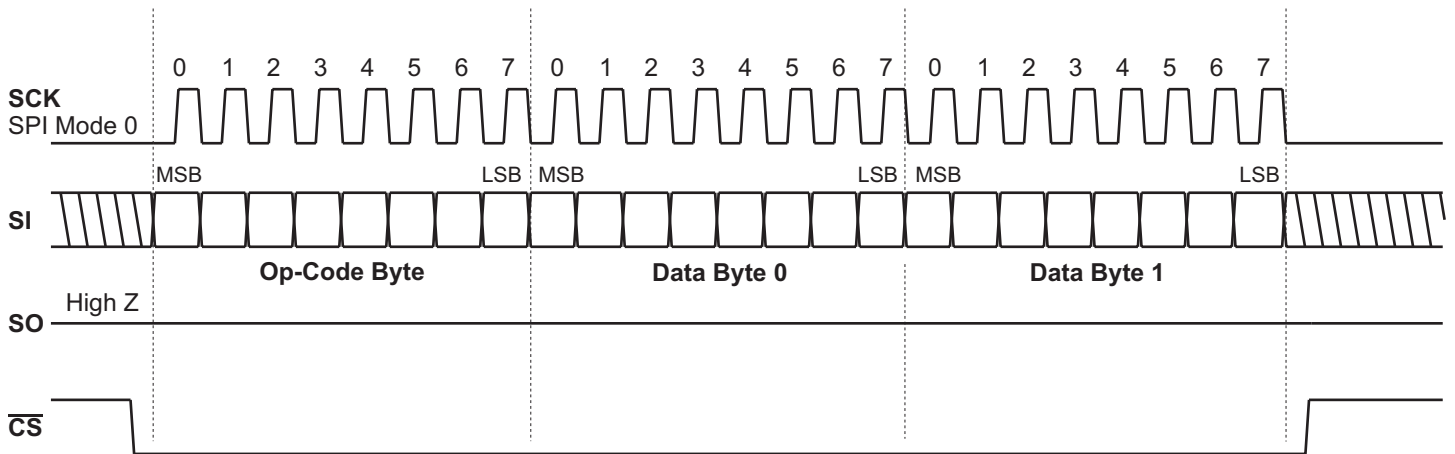 0 1 2 3 4 5 6 7 0 1 2 3 4 5 6 7 0 1 2 3 4 5 6 7
SCK
SPI Mode 0
MSB LSB MSB LSB MSB LSB
SI
Op-Code Byte Data Byte 0 Data Byte 1
High Z
SO
C̅S̅